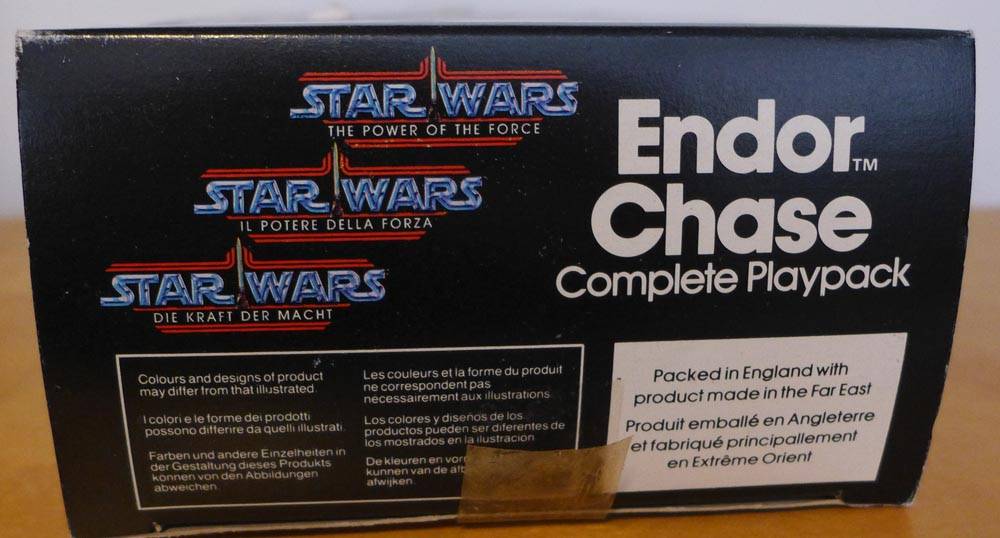 STAR WARS
THE POWER OF THE FORCE
STAR WARS
IL POTERE DELLA FORZA
STAR WARS
DIE KRAFT DER MACHT
Endor™
Chase
Complete Playpack
Colours and designs of product
may differ from that illustrated.
I colori e le forme dei prodotti
possono differire da quelli illustrati.
Farben und andere Einzelheiten in
der Gestaltung dieses Produkts
können von den Abbildungen
abweichen.
Les couleurs et la forme du produit
ne correspondent pas
nécessairement aux illustrations
Los colores y diseños de los
productos pueden ser diferentes de
los mostrados en la ilustración
De kleuren en
kunnen van de
afwijken.
Packed in England with
product made in the Far East
Produit emballé en Angleterre
et fabriqué principallement
en Extrême Orient